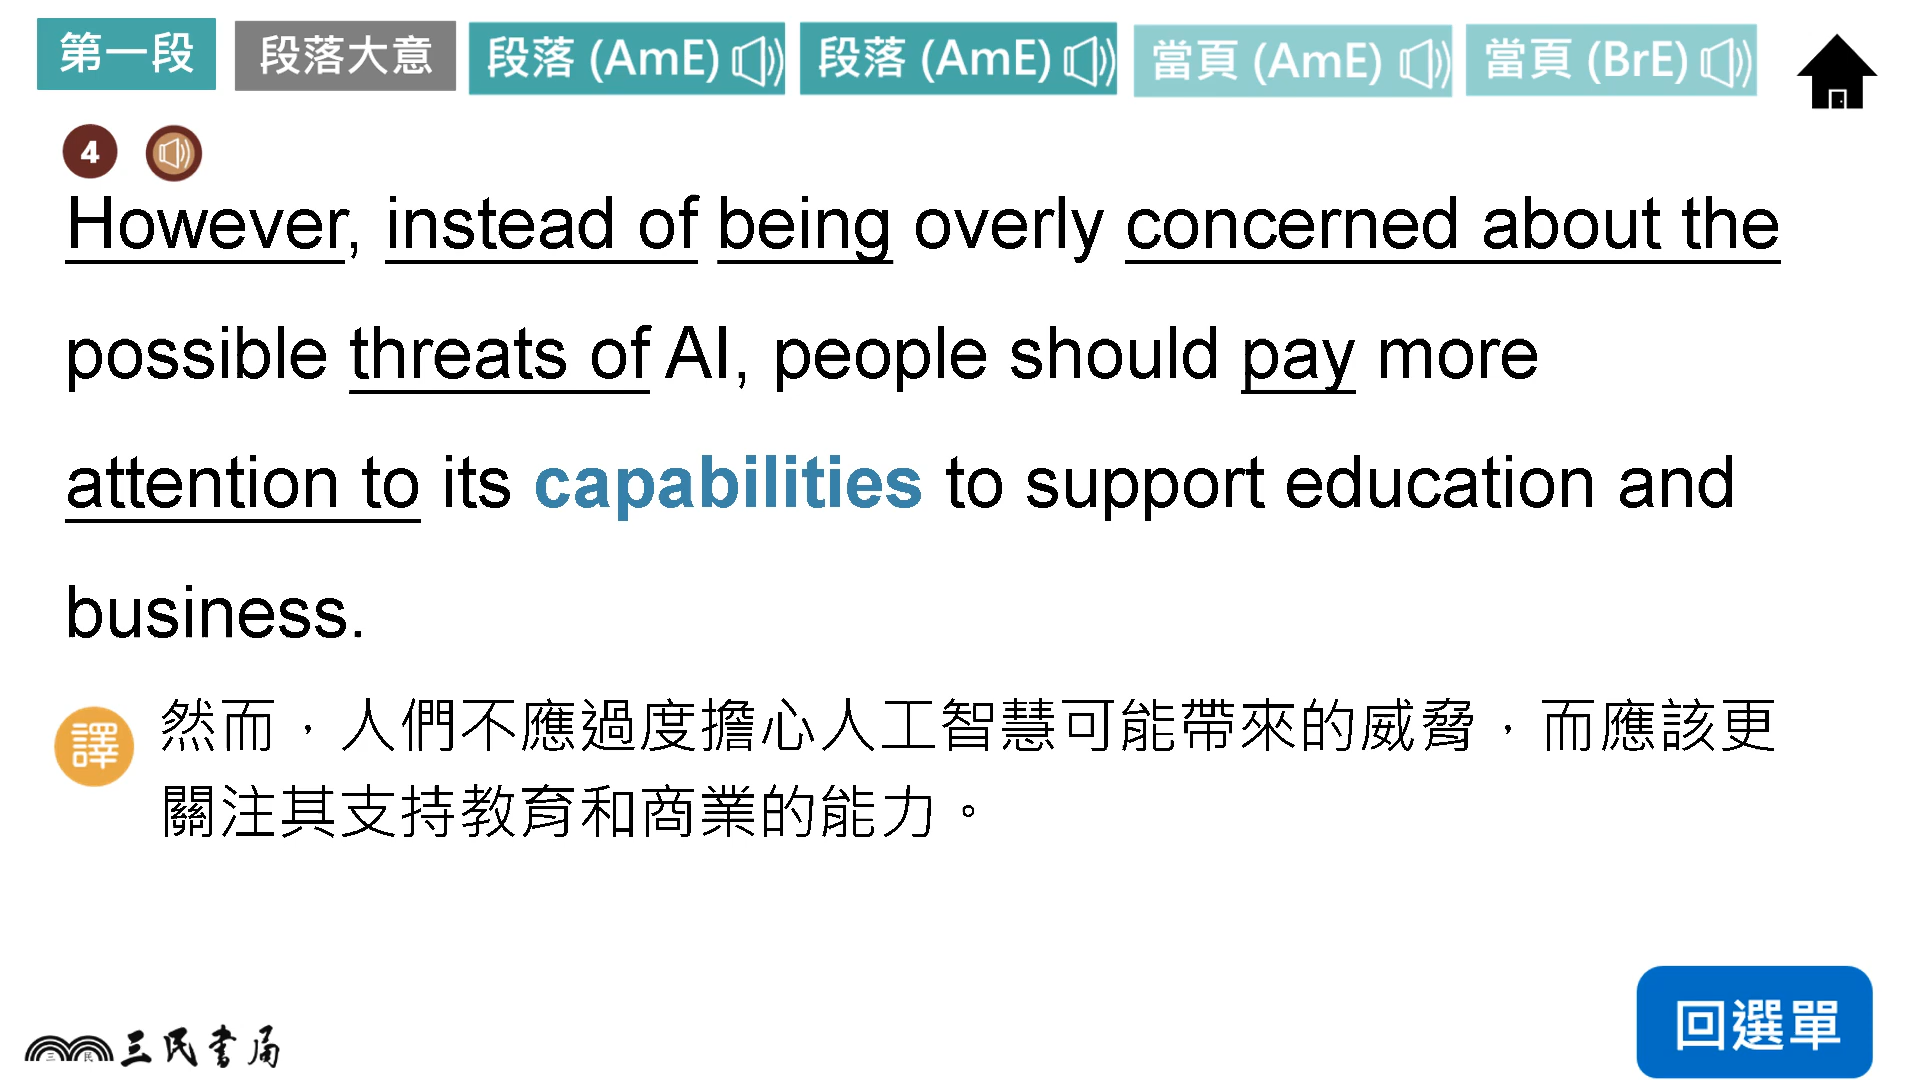 第一段 段落大意 段落 (AmE) 段落 (AmE) 當頁 (AmE) 當頁 (BrE)
4
However, instead of being overly concerned about the
possible threats of AI, people should pay more
attention to its capabilities to support education and
business.
譯 然而，人們不應過度擔心人工智慧可能帶來的威脅，而應該更
關注其支持教育和商業的能力。
三民書局
回選單